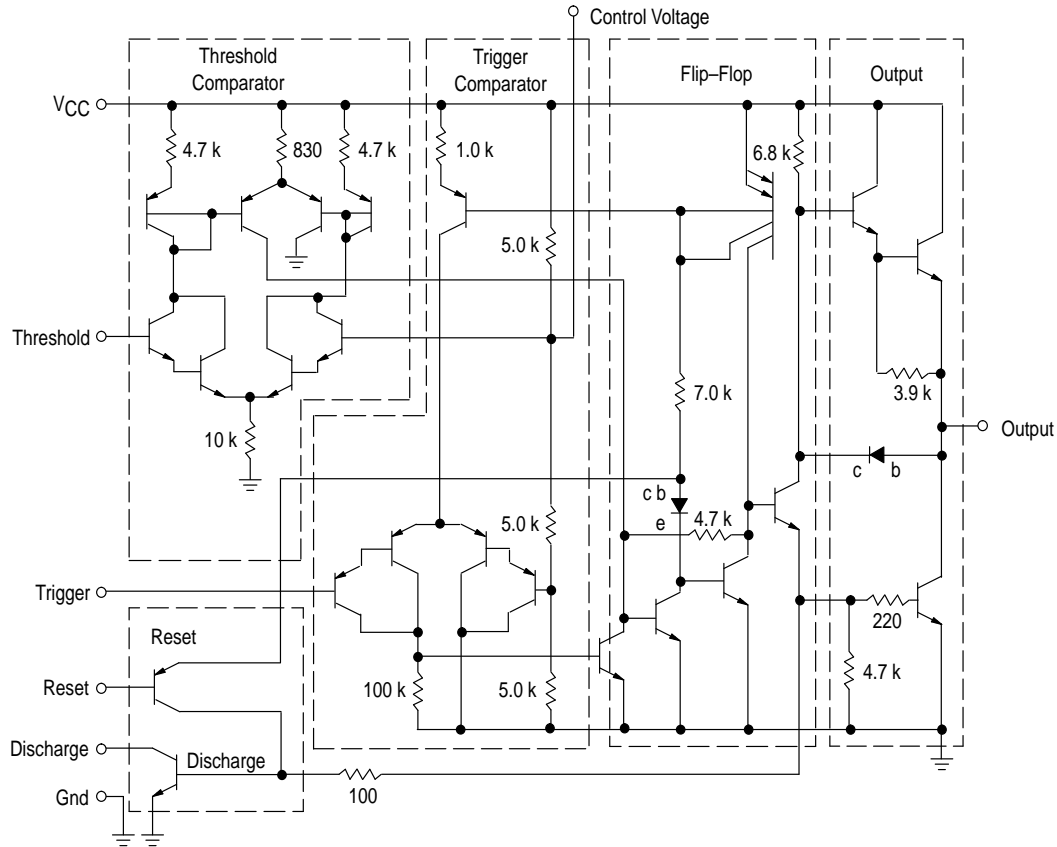 Control Voltage
Threshold
Comparator
Trigger
Comparator
Flip–Flop
Output
VCC
4.7 k
830
4.7 k
1.0 k
6.8 k
5.0 k
Threshold
7.0 k
3.9 k
10 k
Output
c b
c
b
e
4.7 k
5.0 k
Trigger
220
Reset
4.7 k
Reset
100 k
5.0 k
Discharge
Discharge
100
Gnd